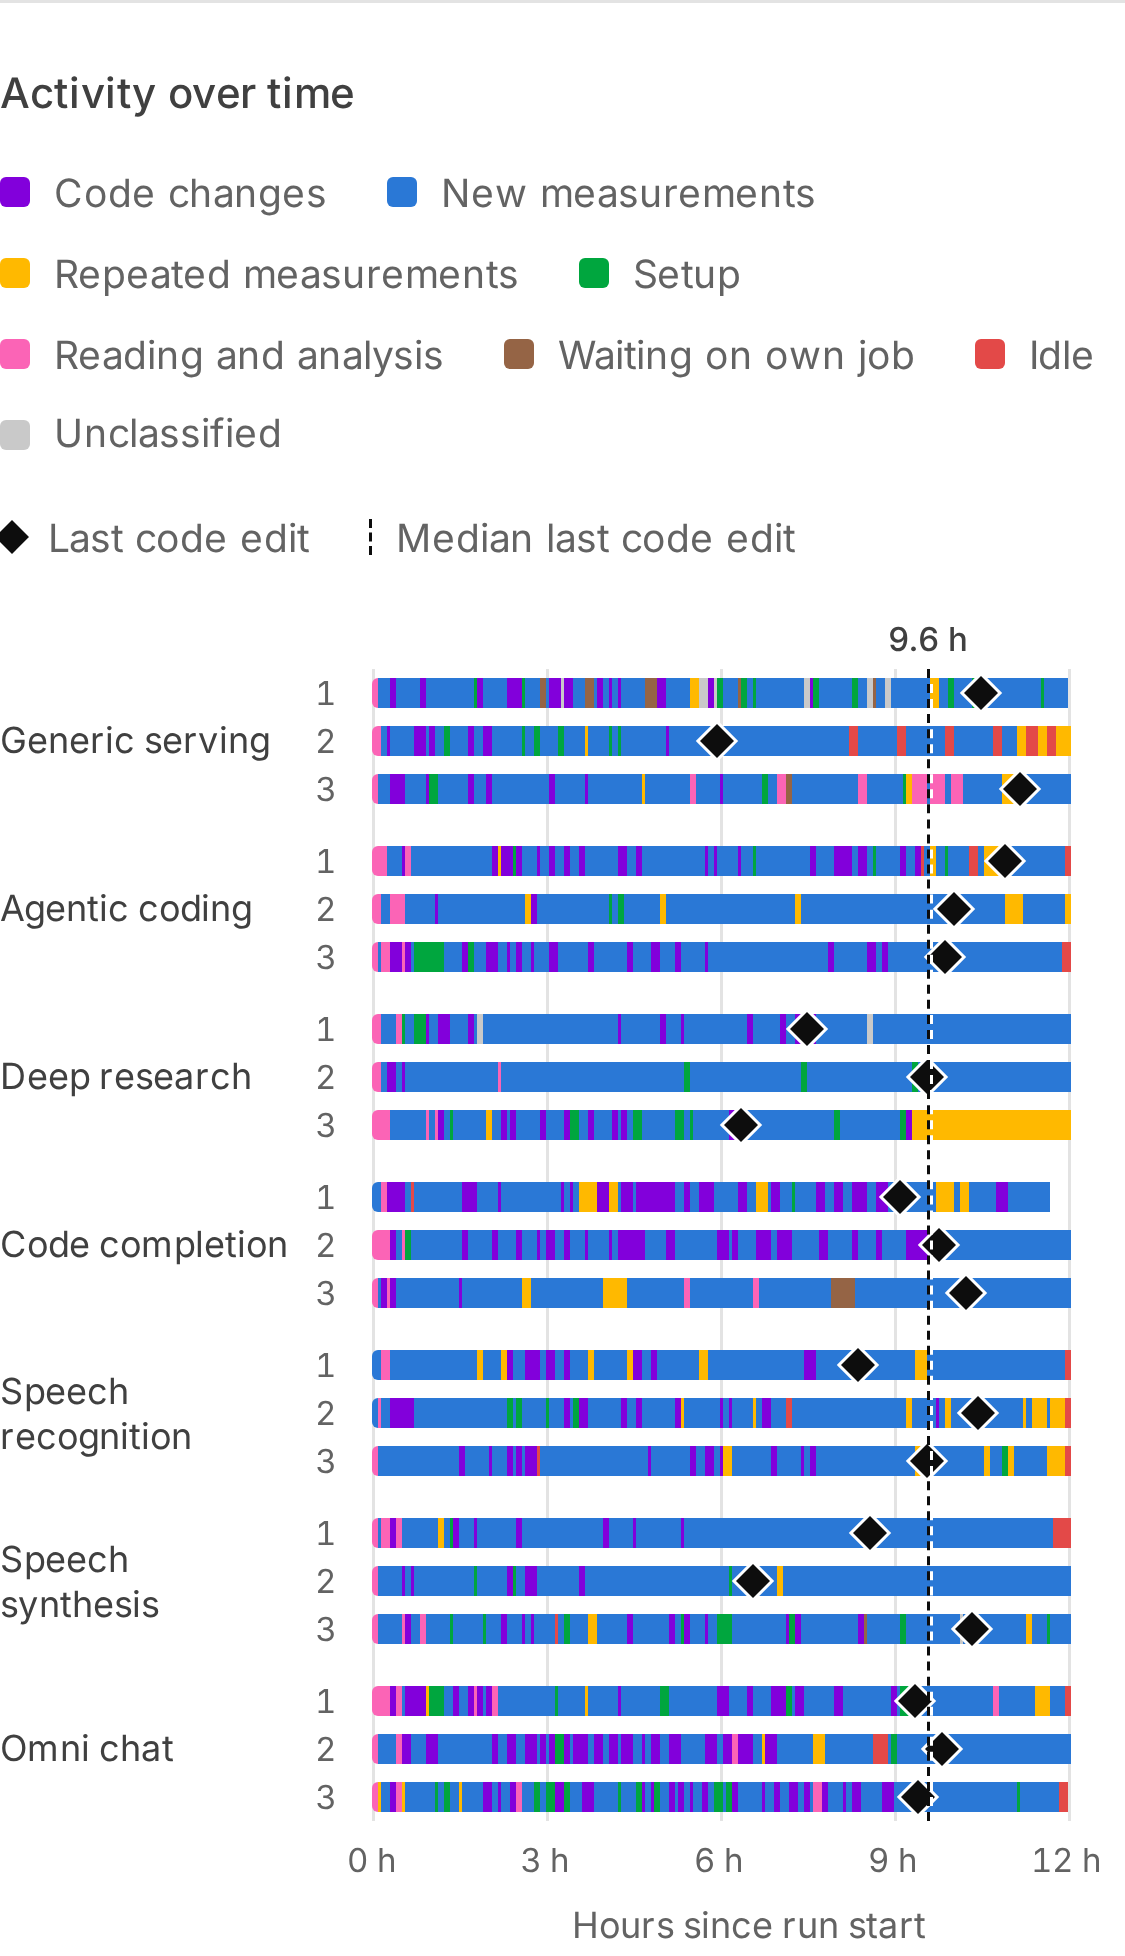 Activity over time
Code changes New measurements
Repeated measurements Setup
Reading and analysis Waiting on own job Idle
Unclassified
Last code edit Median last code edit
9.6 h
Generic serving
1
2
3
Agentic coding
1
2
3
Deep research
1
2
3
Code completion
1
2
3
Speech
recognition
1
2
3
Speech
synthesis
1
2
3
Omni chat
1
2
3
0 h 3 h 6 h 9 h 12 h
Hours since run start